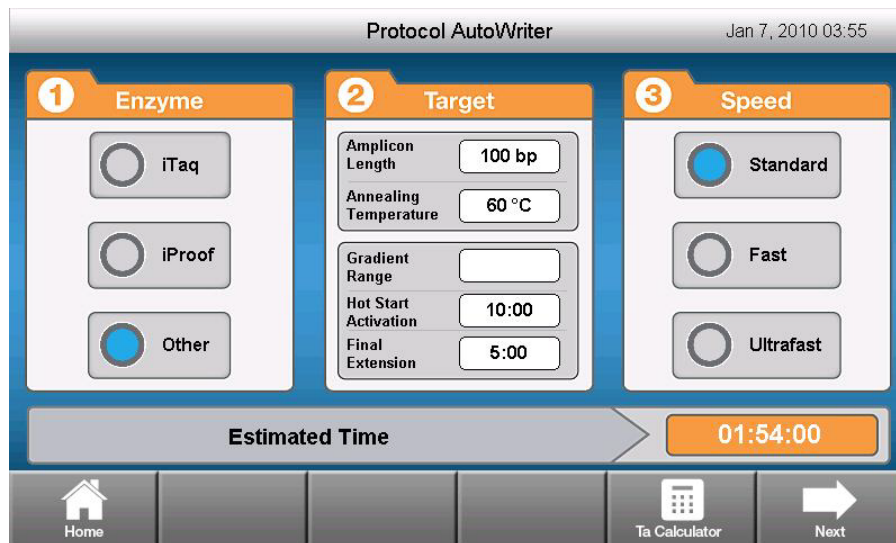 Protocol AutoWriter
Jan 7, 2010 03:55
1 Enzyme
iTaq
iProof
Other
2 Target
Amplicon
Length
100 bp
Annealing
Temperature
60 °C
Gradient
Range
Hot Start
Activation
10:00
Final
Extension
5:00
3 Speed
Standard
Fast
Ultrafast
Estimated Time
01:54:00
Home
Ta Calculator
Next